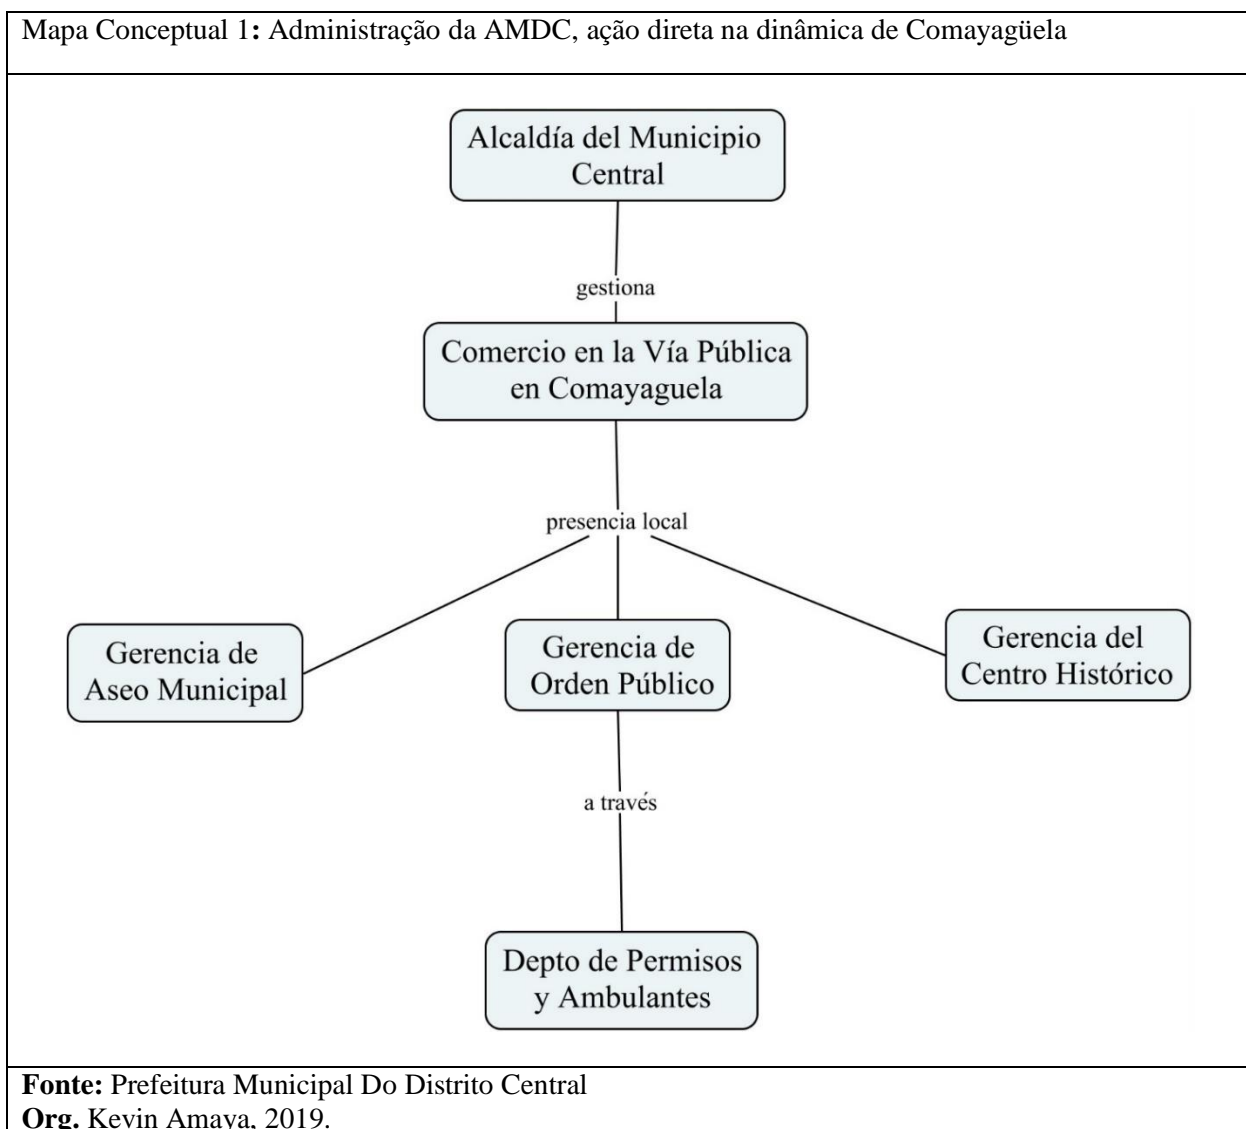 Mapa Conceptual 1: Administração da AMDC, ação direta na dinâmica de Comayagüela
Alcaldía del Municipio
Central
gestiona
Comercio en la Vía Pública
en Comayaguela
presencia local
Gerencia de
Aseo Municipal
Gerencia de
Orden Público
Gerencia del
Centro Histórico
a través
Depto de Permisos
y Ambulantes
Fonte: Prefeitura Municipal Do Distrito Central
Org. Kevin Amaya, 2019.